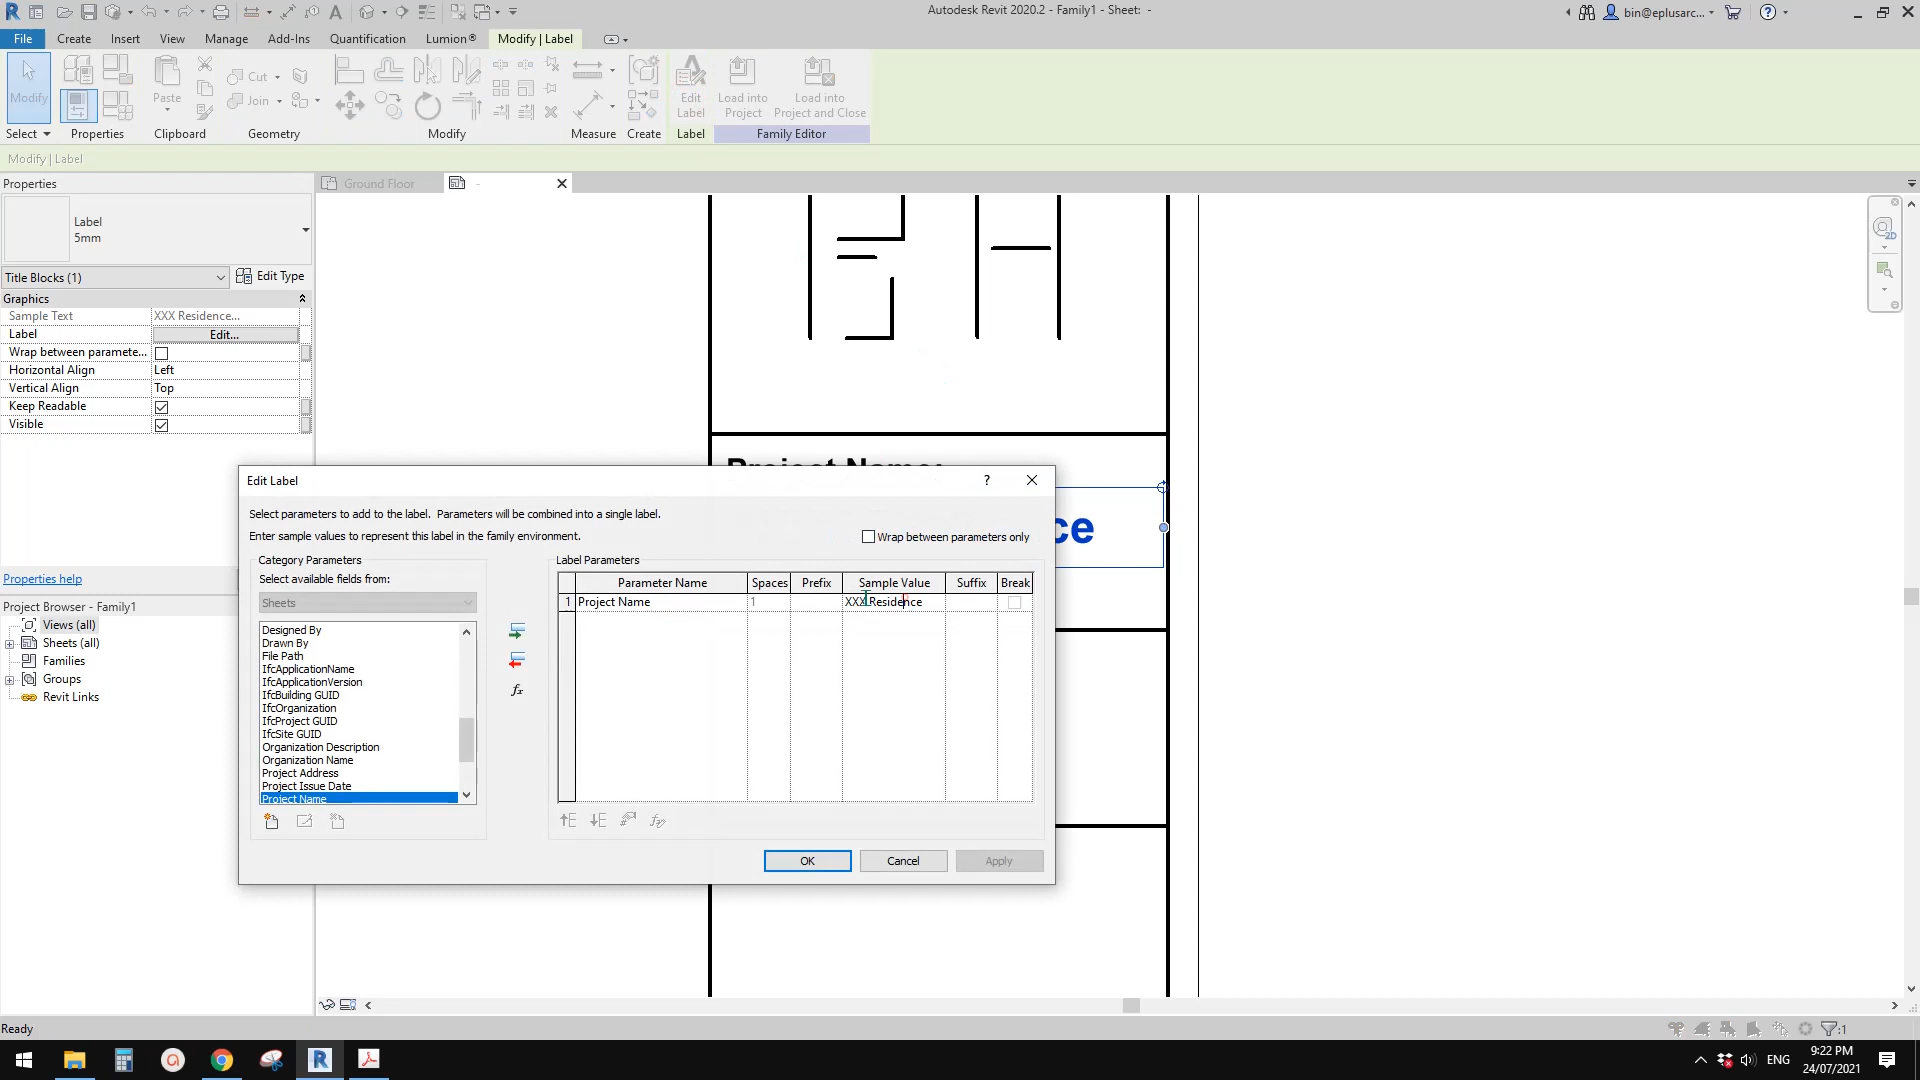 Autodesk Revit 2020.2 - Family1 - Sheet: -
bin@eplusarc...
File Create Insert View Manage Add-Ins Quantification Lumion® Modify | Label
Modify
Paste
Cut
Join
Edit
Label
Load into
Project
Load into
Project and Close
Select Properties Clipboard Geometry Modify Measure Create Label Family Editor
Modify | Label
Properties
Ground Floor
-
Label
5mm
Title Blocks (1)
Edit Type
Graphics
Sample Text XXX Residence...
Label Edit...
Wrap between paramete...
Horizontal Align Left
Vertical Align Top
Keep Readable
Visible
Properties help
Project Browser - Family1
Views (all)
Sheets (all)
Families
Groups
Revit Links
Project Name:
ce
Edit Label
?
Select parameters to add to the label. Parameters will be combined into a single label.
Enter sample values to represent this label in the family environment.
Wrap between parameters only
Category Parameters
Select available fields from:
Sheets
Designed By
Drawn By
File Path
IfcApplicationName
IfcApplicationVersion
IfcBuilding GUID
IfcOrganization
IfcProject GUID
IfcSite GUID
Organization Description
Organization Name
Project Address
Project Issue Date
Project Name
Label Parameters
Parameter Name Spaces Prefix Sample Value Suffix Break
1 Project Name 1 XXX Residence
OK Cancel Apply
Ready
:1
ENG
9:22 PM
24/07/2021